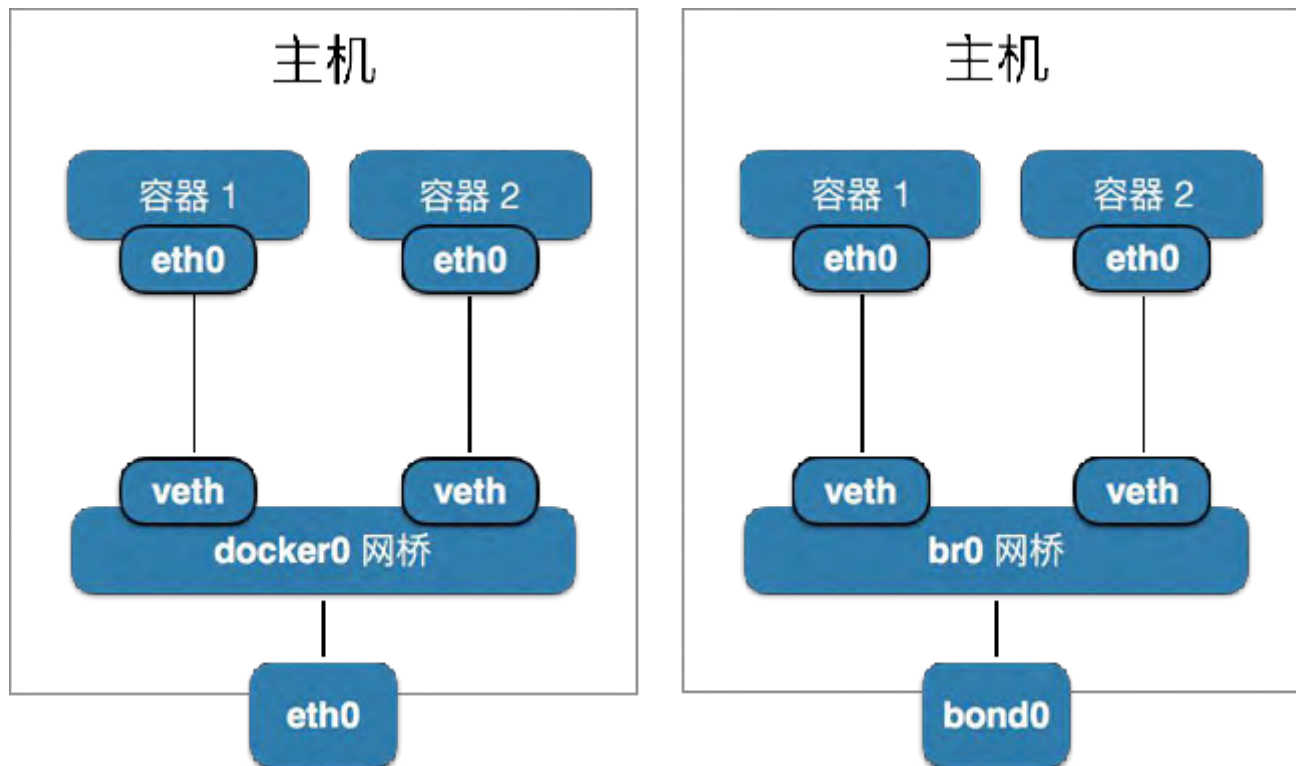 主机
容器 1
容器 2
eth0
eth0
veth
veth
docker0 网桥
eth0
主机
容器 1
容器 2
eth0
eth0
veth
veth
br0 网桥
bond0